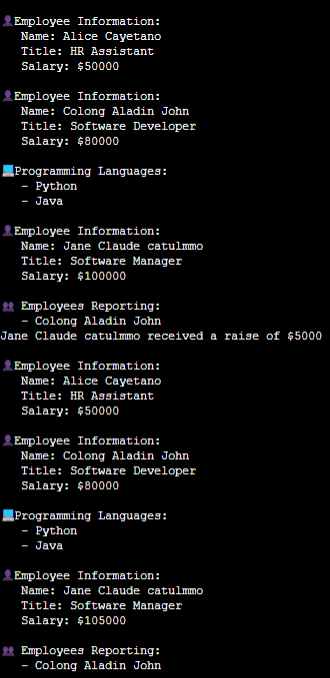 👤Employee Information:
Name: Alice Cayetano
Title: HR Assistant
Salary: $50000
👤Employee Information:
Name: Colong Aladin John
Title: Software Developer
Salary: $80000
💻Programming Languages:
- Python
- Java
👤Employee Information:
Name: Jane Claude catulmmo
Title: Software Manager
Salary: $100000
👥 Employees Reporting:
- Colong Aladin John
Jane Claude catulmmo received a raise of $5000
👤Employee Information:
Name: Alice Cayetano
Title: HR Assistant
Salary: $50000
👤Employee Information:
Name: Colong Aladin John
Title: Software Developer
Salary: $80000
💻Programming Languages:
- Python
- Java
👤Employee Information:
Name: Jane Claude catulmmo
Title: Software Manager
Salary: $105000
👥 Employees Reporting:
- Colong Aladin John